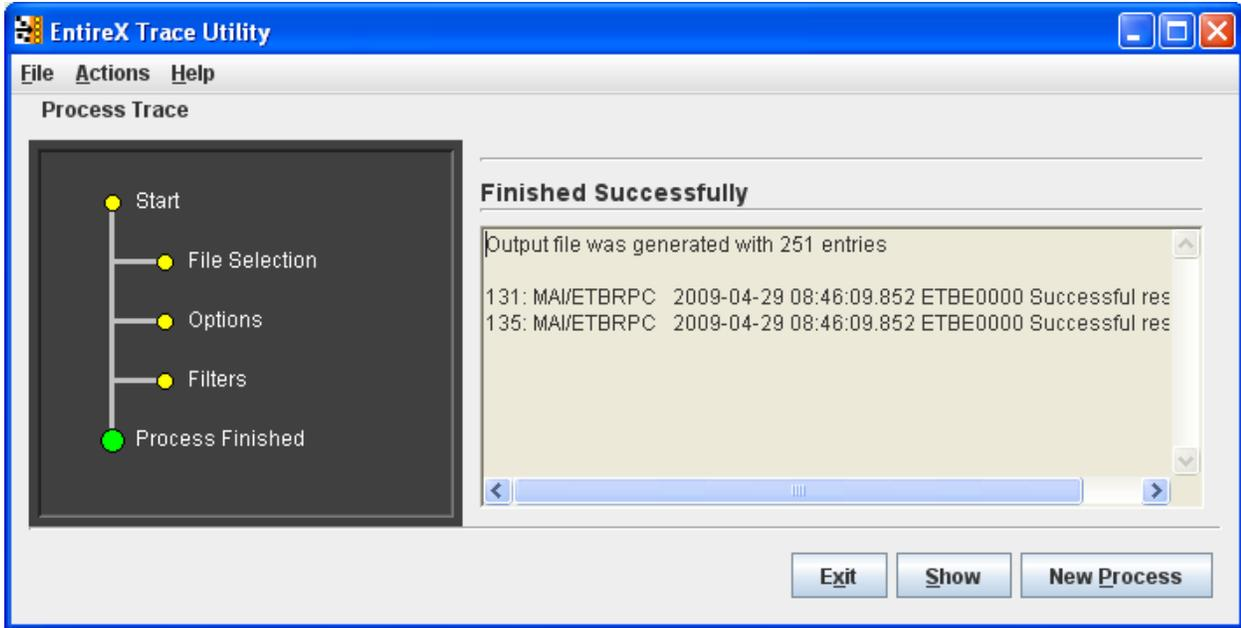 EntireX Trace Utility
File Actions Help
Process Trace
Start
File Selection
Options
Filters
Process Finished
Finished Successfully
Output file was generated with 251 entries
131: MAI/ETBRPC 2009-04-29 08:46:09.852 ETBE0000 Successful res
135: MAI/ETBRPC 2009-04-29 08:46:09.852 ETBE0000 Successful res
Exit Show New Process